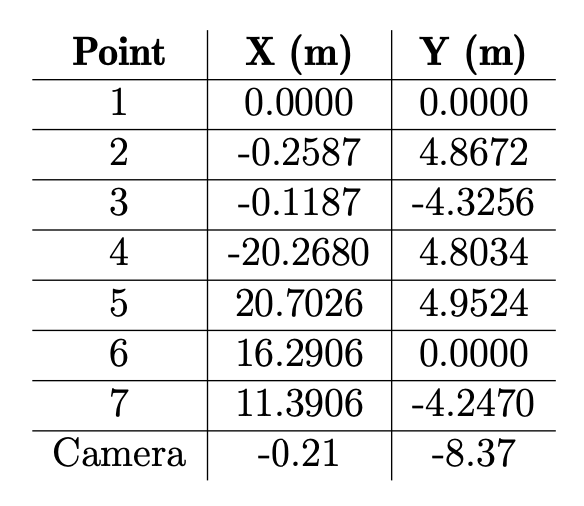 Point X (m) Y (m)
1 0.0000 0.0000
2 -0.2587 4.8672
3 -0.1187 -4.3256
4 -20.2680 4.8034
5 20.7026 4.9524
6 16.2906 0.0000
7 11.3906 -4.2470
Camera -0.21 -8.37